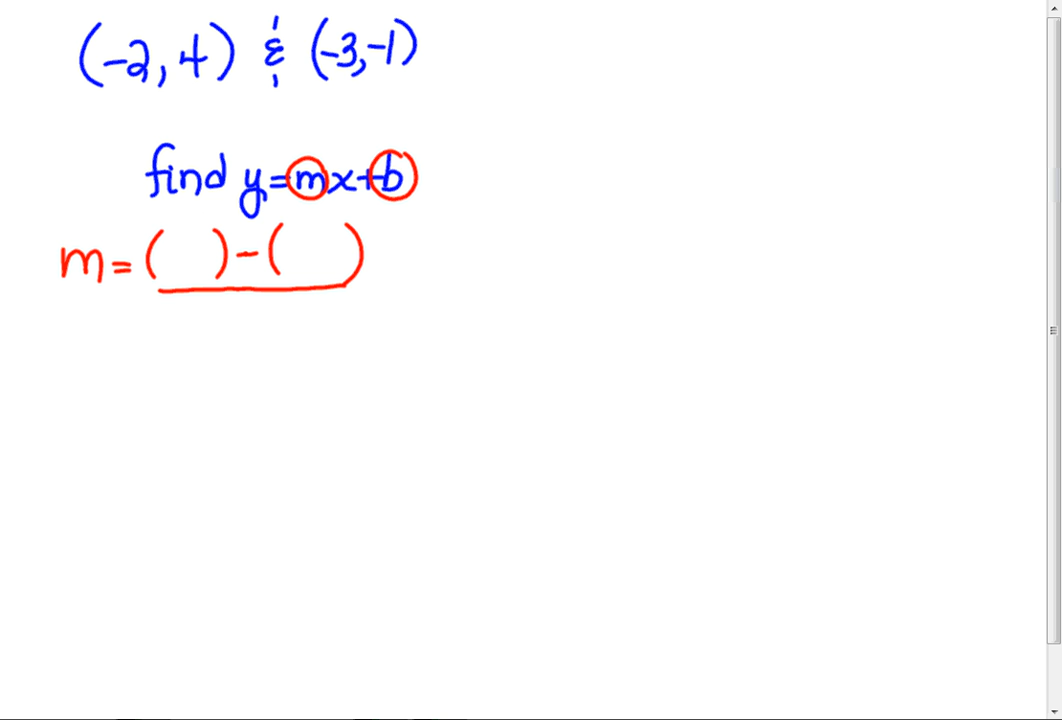 (-2, 4) & (-3,-1)
find y=mx+b
m=( )-( )